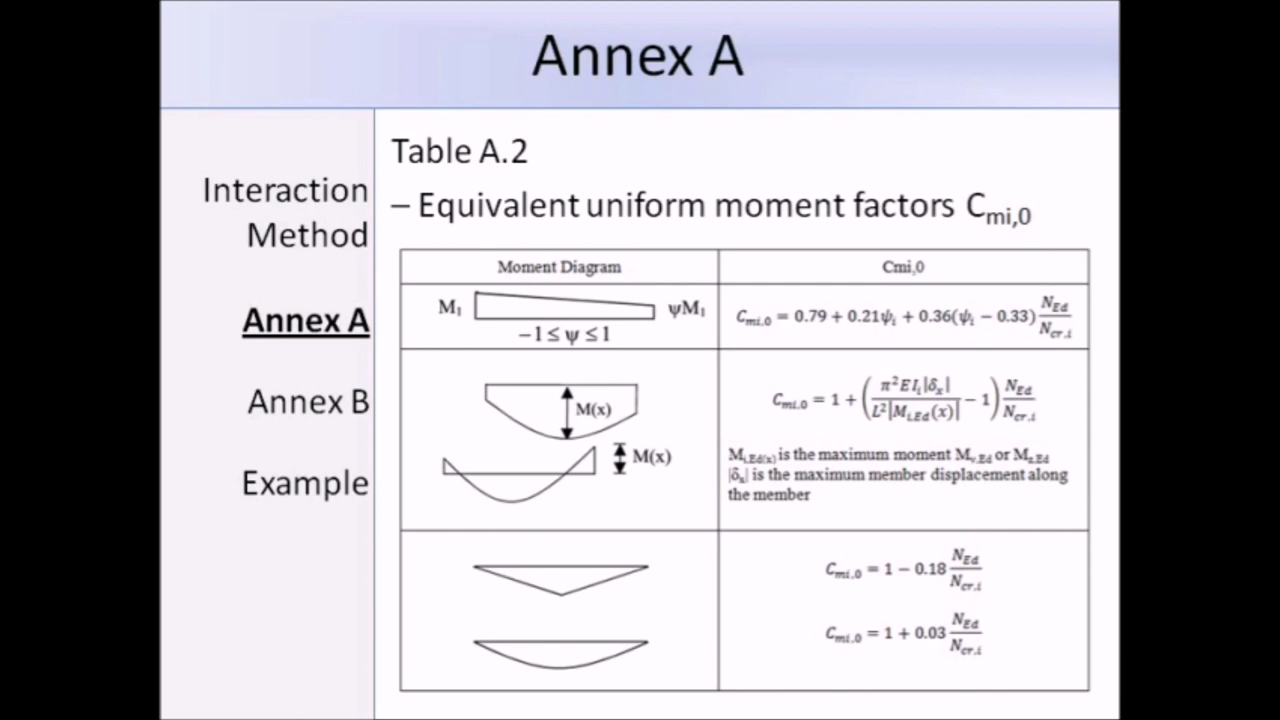 Annex A
Interaction
Method
Annex A
Annex B
Example
Table A.2
– Equivalent uniform moment factors C_mi,0
Moment Diagram
Cmi,0
M₁
ψM₁
−1 ≤ ψ ≤ 1
C_mi.0 = 0.79 + 0.21ψ_i + 0.36(ψ_i − 0.33) N_Ed / N_cr.i
M(x)
M(x)
C_mi.0 = 1 + (π²EI_i|δ_x| / L²|M_i.Ed(x)| − 1) N_Ed / N_cr.i
M_i.Ed(x) is the maximum moment M_y.Ed or M_z.Ed
|δ_x| is the maximum member displacement along
the member
C_mi.0 = 1 − 0.18 N_Ed / N_cr.i
C_mi.0 = 1 + 0.03 N_Ed / N_cr.i